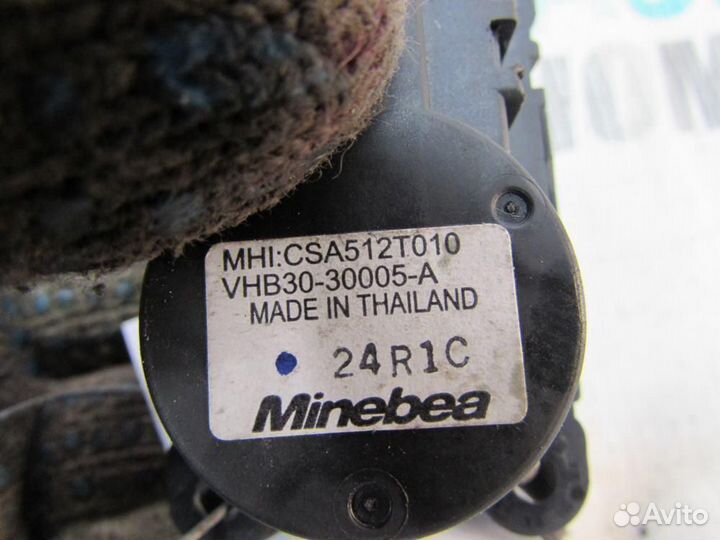 MHI:CSA512T010
VHB30-30005-A
MADE IN THAILAND
24R1C
Minebea
Avito